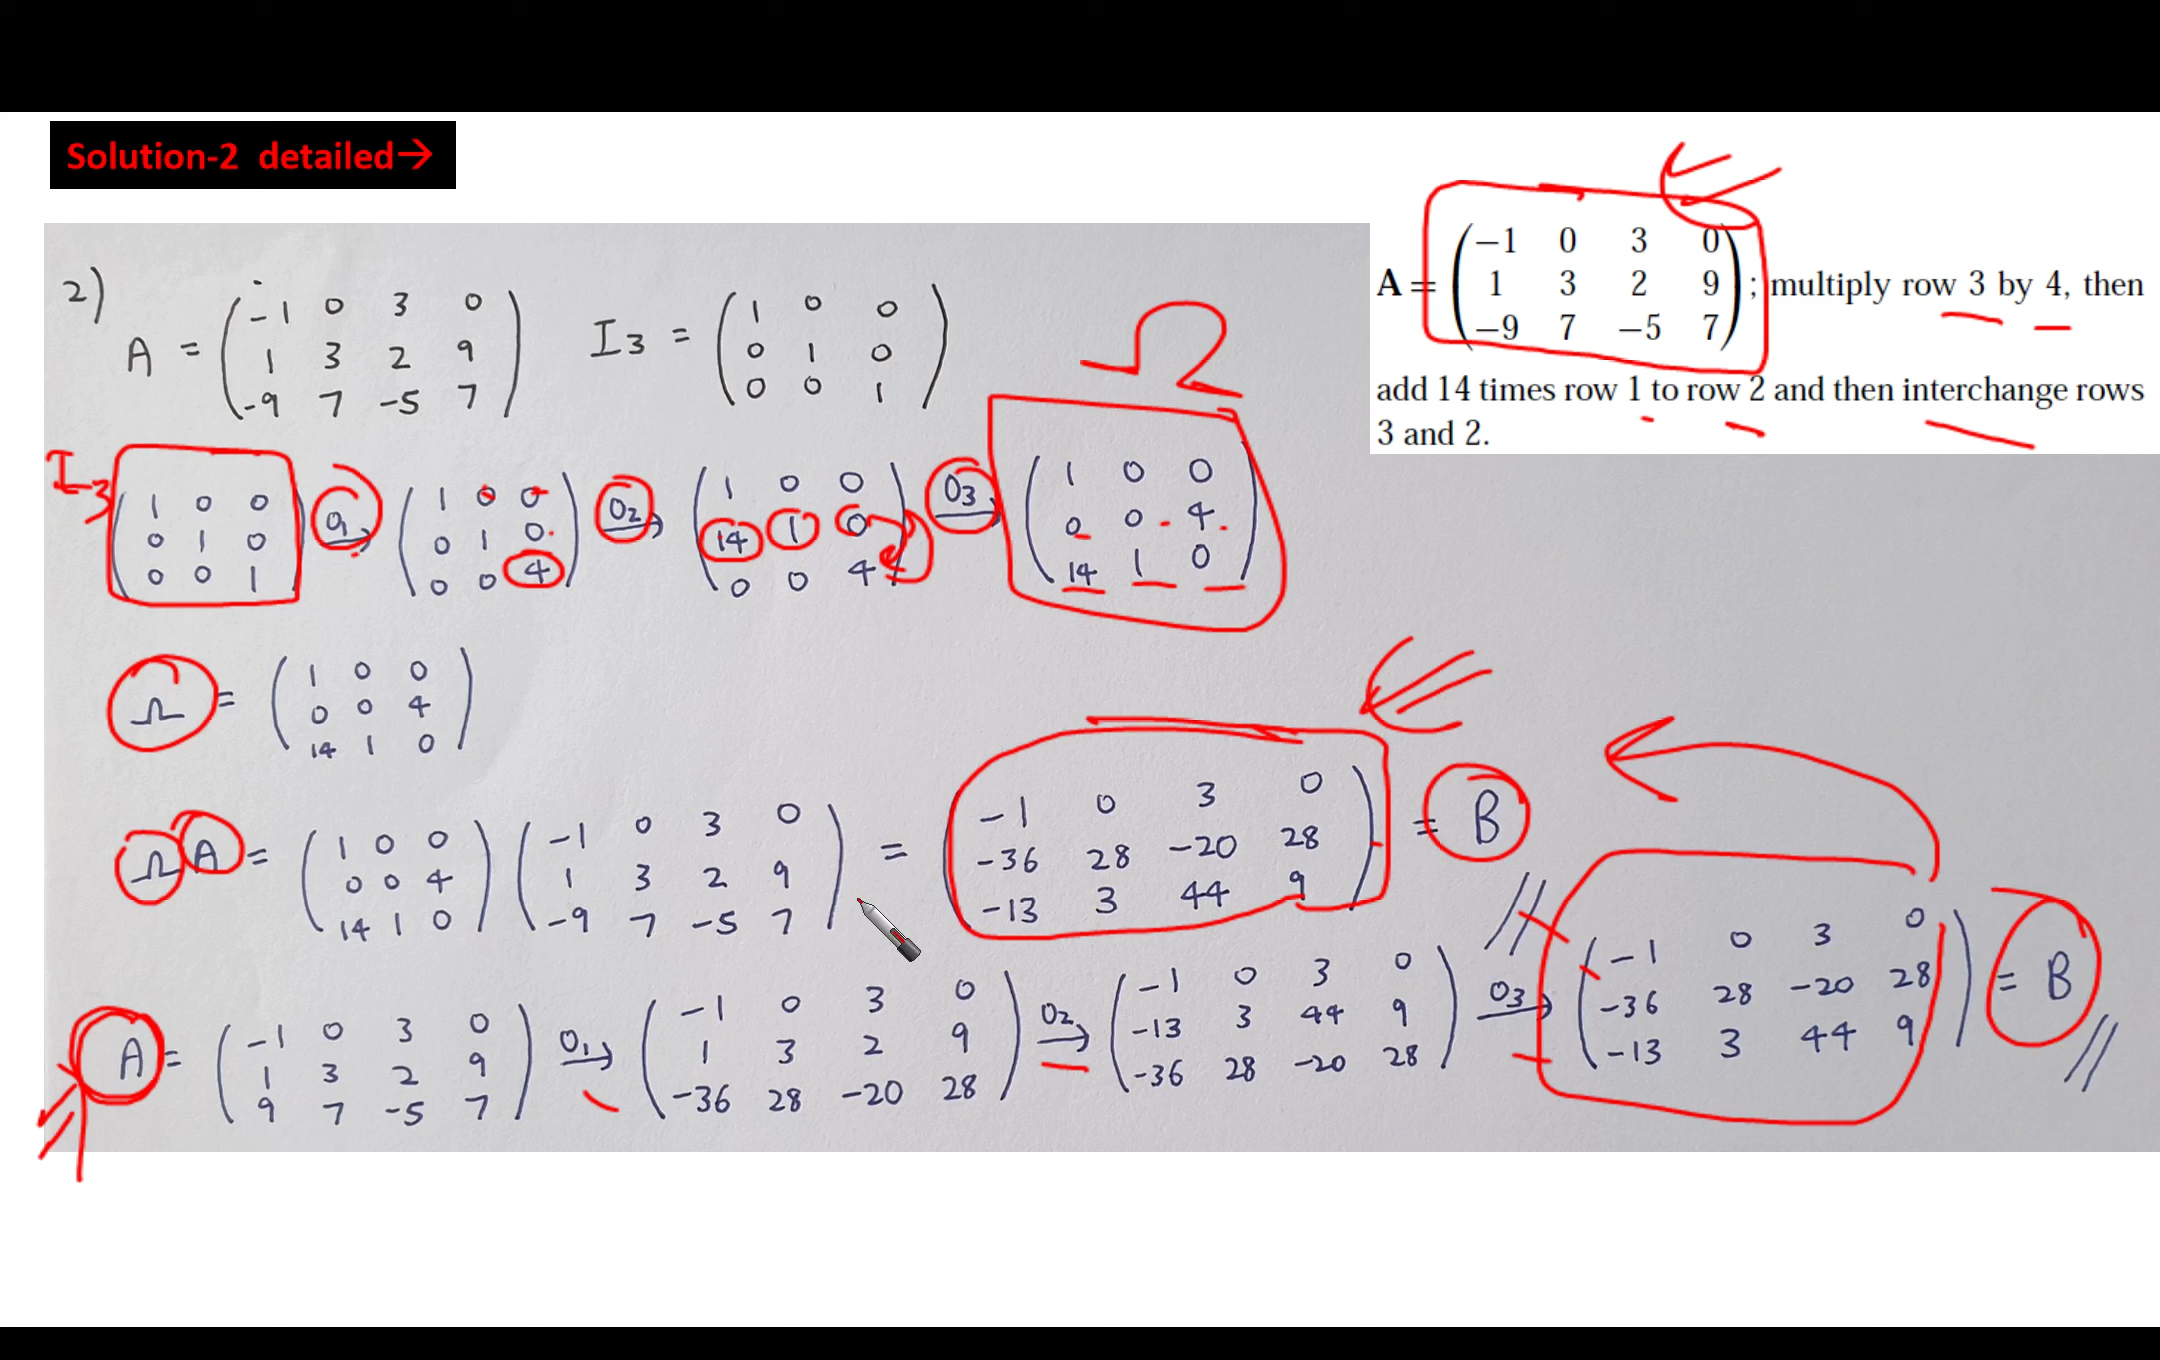 Solution-2 detailed→
A = (−1 0 3 0
1 3 2 9
−9 7 −5 7) ; multiply row 3 by 4, then
add 14 times row 1 to row 2 and then interchange rows
3 and 2.
Ω
2) A = (-1 0 3 0
1 3 2 9
-9 7 -5 7)
I3 = (1 0 0
0 1 0
0 0 1)
I3
(1 0 0
0 1 0
0 0 1)
O1→
(1 0 0
0 1 0
0 0 4)
O2→
(1 0 0
14 1 0
0 0 4)
O3→
(1 0 0
0 0 4
14 1 0)
Ω = (1 0 0
0 0 4
14 1 0)
ΩA = (1 0 0
0 0 4
14 1 0)
(-1 0 3 0
1 3 2 9
-9 7 -5 7)
= (-1 0 3 0
-36 28 -20 28
-13 3 44 9) = B
A = (-1 0 3 0
1 3 2 9
9 7 -5 7)
O1→
(-1 0 3 0
1 3 2 9
-36 28 -20 28)
O2→
(-1 0 3 0
-13 3 44 9
-36 28 -20 28)
O3→
(-1 0 3 0
-36 28 -20 28
-13 3 44 9) = B